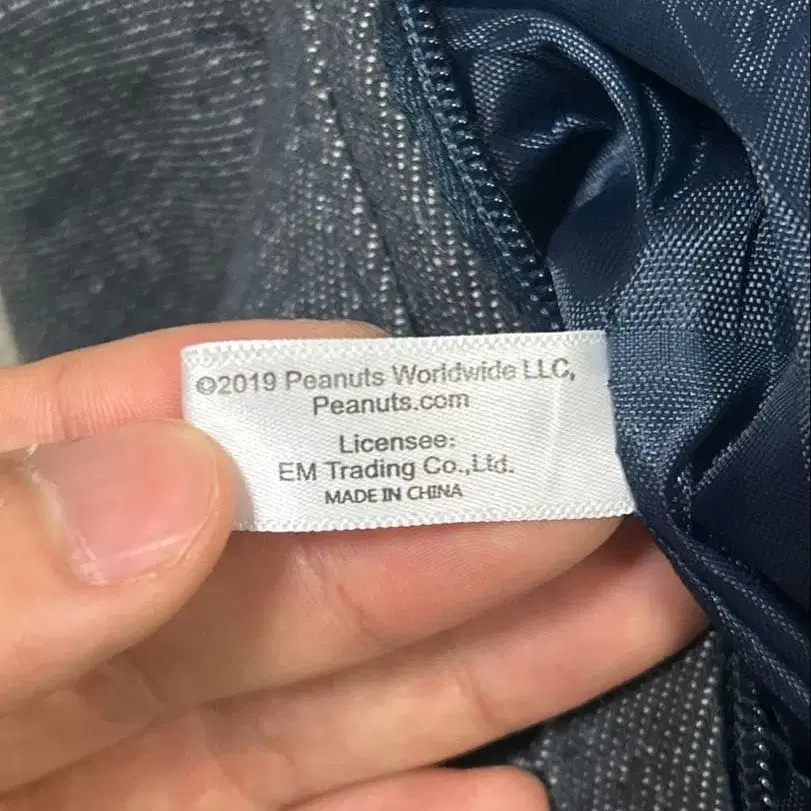 ©2019 Peanuts Worldwide LLC,
Peanuts.com
Licensee:
EM Trading Co.,Ltd.
MADE IN CHINA